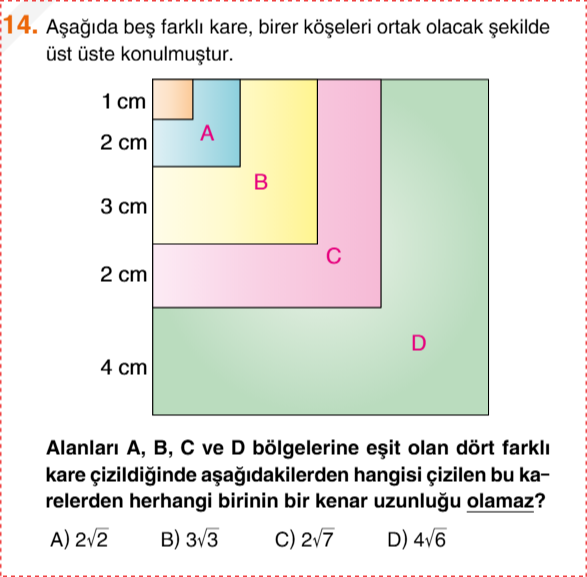 14. Aşağıda beş farklı kare, birer köşeleri ortak olacak şekilde
üst üste konulmuştur.
1 cm
2 cm
A
B
3 cm
C
2 cm
D
4 cm
Alanları A, B, C ve D bölgelerine eşit olan dört farklı
kare çizildiğinde aşağıdakilerden hangisi çizilen bu ka-
relerden herhangi birinin bir kenar uzunluğu olamaz?
A) 2√2 B) 3√3 C) 2√7 D) 4√6